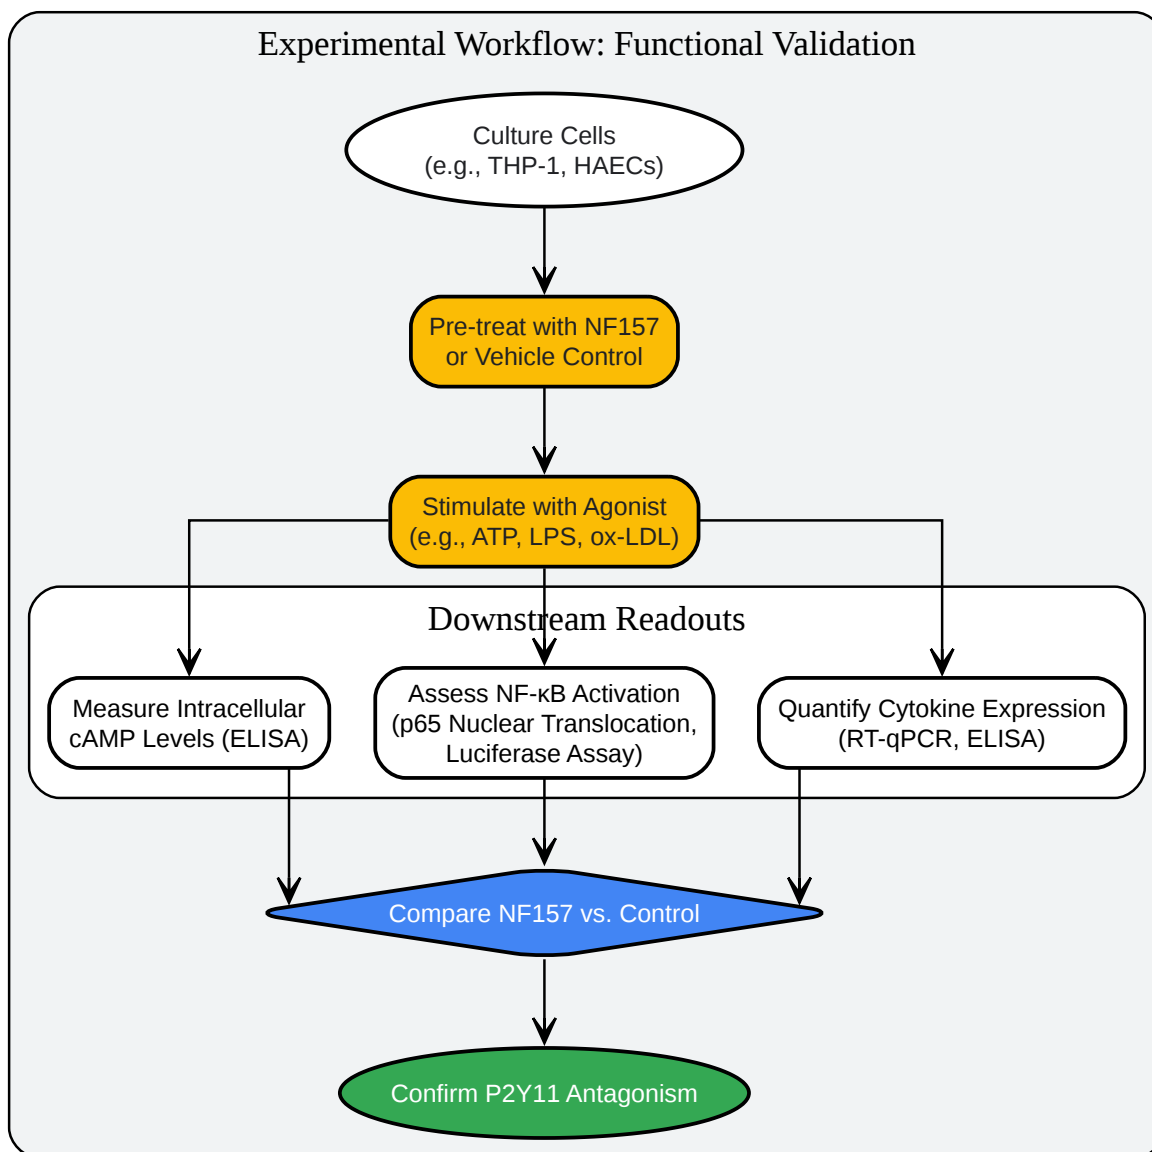 Experimental Workflow: Functional Validation
Culture Cells
(e.g., THP-1, HAECs)
Pre-treat with NF157
or Vehicle Control
Stimulate with Agonist
(e.g., ATP, LPS, ox-LDL)
Downstream Readouts
Measure Intracellular
cAMP Levels (ELISA)
Assess NF-κB Activation
(p65 Nuclear Translocation,
Luciferase Assay)
Quantify Cytokine Expression
(RT-qPCR, ELISA)
Compare NF157 vs. Control
Confirm P2Y11 Antagonism